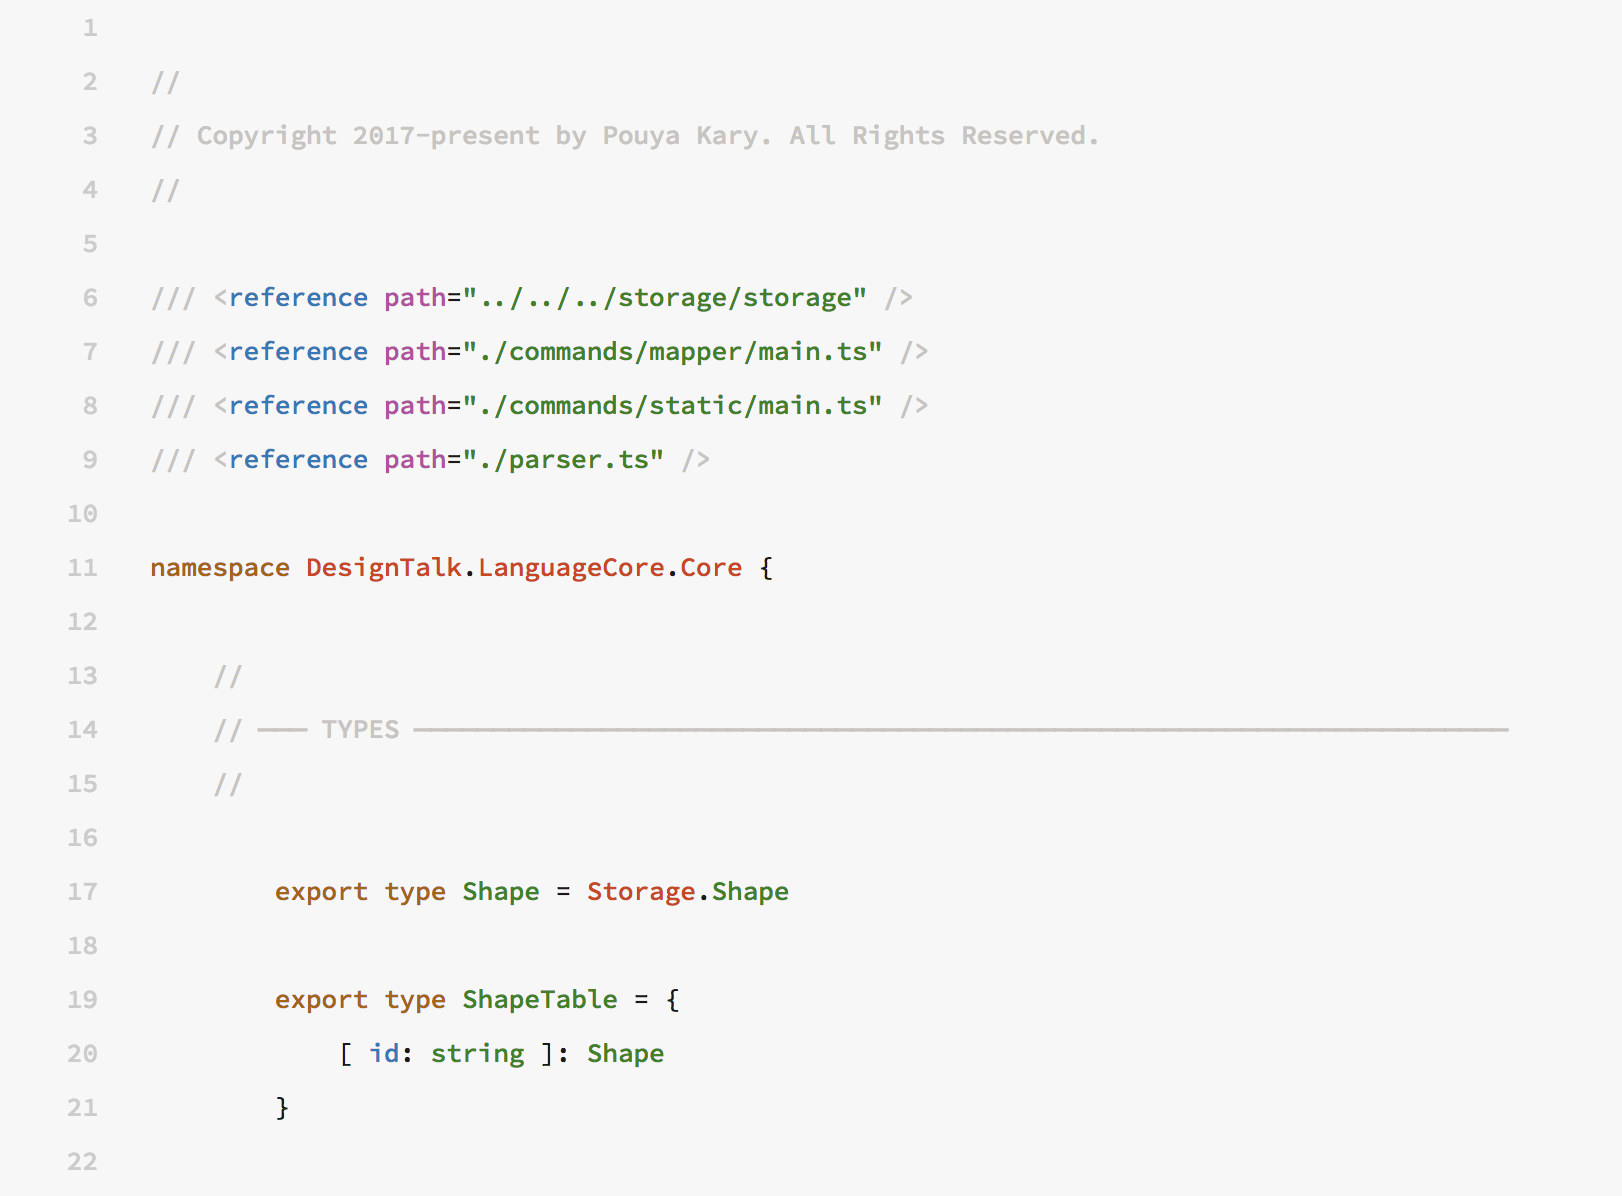 1
2 //
3 // Copyright 2017-present by Pouya Kary. All Rights Reserved.
4 //
5
6 /// <reference path="../../../storage/storage" />
7 /// <reference path="./commands/mapper/main.ts" />
8 /// <reference path="./commands/static/main.ts" />
9 /// <reference path="./parser.ts" />
10
11 namespace DesignTalk.LanguageCore.Core {
12
13     //
14     // ─── TYPES ──────────────────────────────────────────────────────────────────────
15     //
16
17         export type Shape = Storage.Shape
18
19         export type ShapeTable = {
20             [ id: string ]: Shape
21         }
22